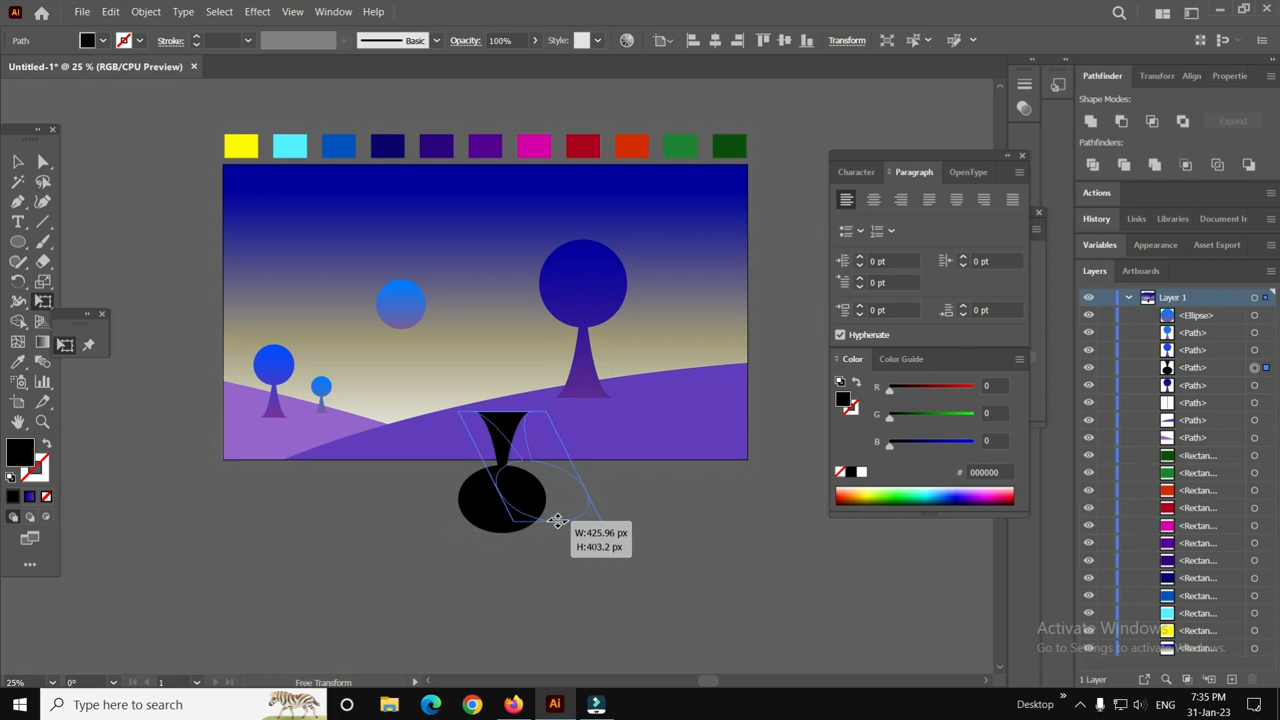 Ai File Edit Object Type Select Effect View Window Help
Path Stroke: Basic Opacity: 100% Style: Transform
Untitled-1* @ 25 % (RGB/CPU Preview)
Pathfinder Transform Align Propertie
Shape Modes:
Expand
Pathfinders:
Actions
History Links Libraries Document In
Variables Appearance Asset Export
Layers Artboards
Layer 1
<Ellipse>
<Path>
<Path>
<Path>
<Path>
<Path>
<Path>
<Path>
<Rectan...
<Rectan...
<Rectan...
<Rectan...
<Rectan...
<Rectan...
<Rectan...
<Rectan...
<Rectan...
<Rectan...
<Rectan...
<Rectan...
1 Layer
Character Paragraph OpenType
0 pt 0 pt
0 pt
0 pt 0 pt
Hyphenate
Color Color Guide
R 0
G 0
B 0
# 000000
W:425.96 px
H:403.2 px
Activate Windows
Go to Settings to activate Windows.
25% 0° 1 Free Transform
Type here to search
Ai
Desktop ENG
7:35 PM
31-Jan-23